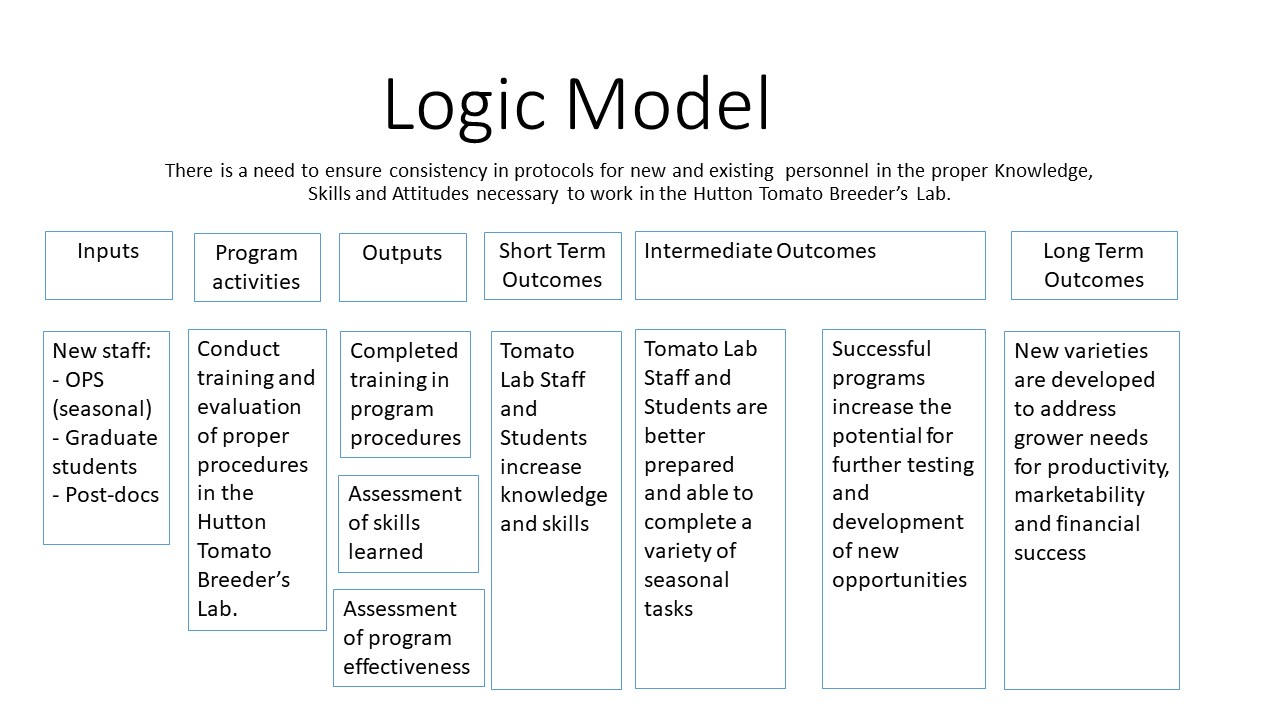 Logic Model
There is a need to ensure consistency in protocols for new and existing personnel in the proper Knowledge,
Skills and Attitudes necessary to work in the Hutton Tomato Breeder’s Lab.
Inputs
Program
activities
Outputs
Short Term
Outcomes
Intermediate Outcomes
Long Term
Outcomes
New staff:
- OPS
(seasonal)
- Graduate
students
- Post-docs
Conduct
training and
evaluation
of proper
procedures
in the
Hutton
Tomato
Breeder’s
Lab.
Completed
training in
program
procedures
Assessment
of skills
learned
Assessment
of program
effectiveness
Tomato
Lab Staff
and
Students
increase
knowledge
and skills
Tomato Lab
Staff and
Students are
better
prepared
and able to
complete a
variety of
seasonal
tasks
Successful
programs
increase the
potential for
further testing
and
development
of new
opportunities
New varieties
are developed
to address
grower needs
for productivity,
marketability
and financial
success